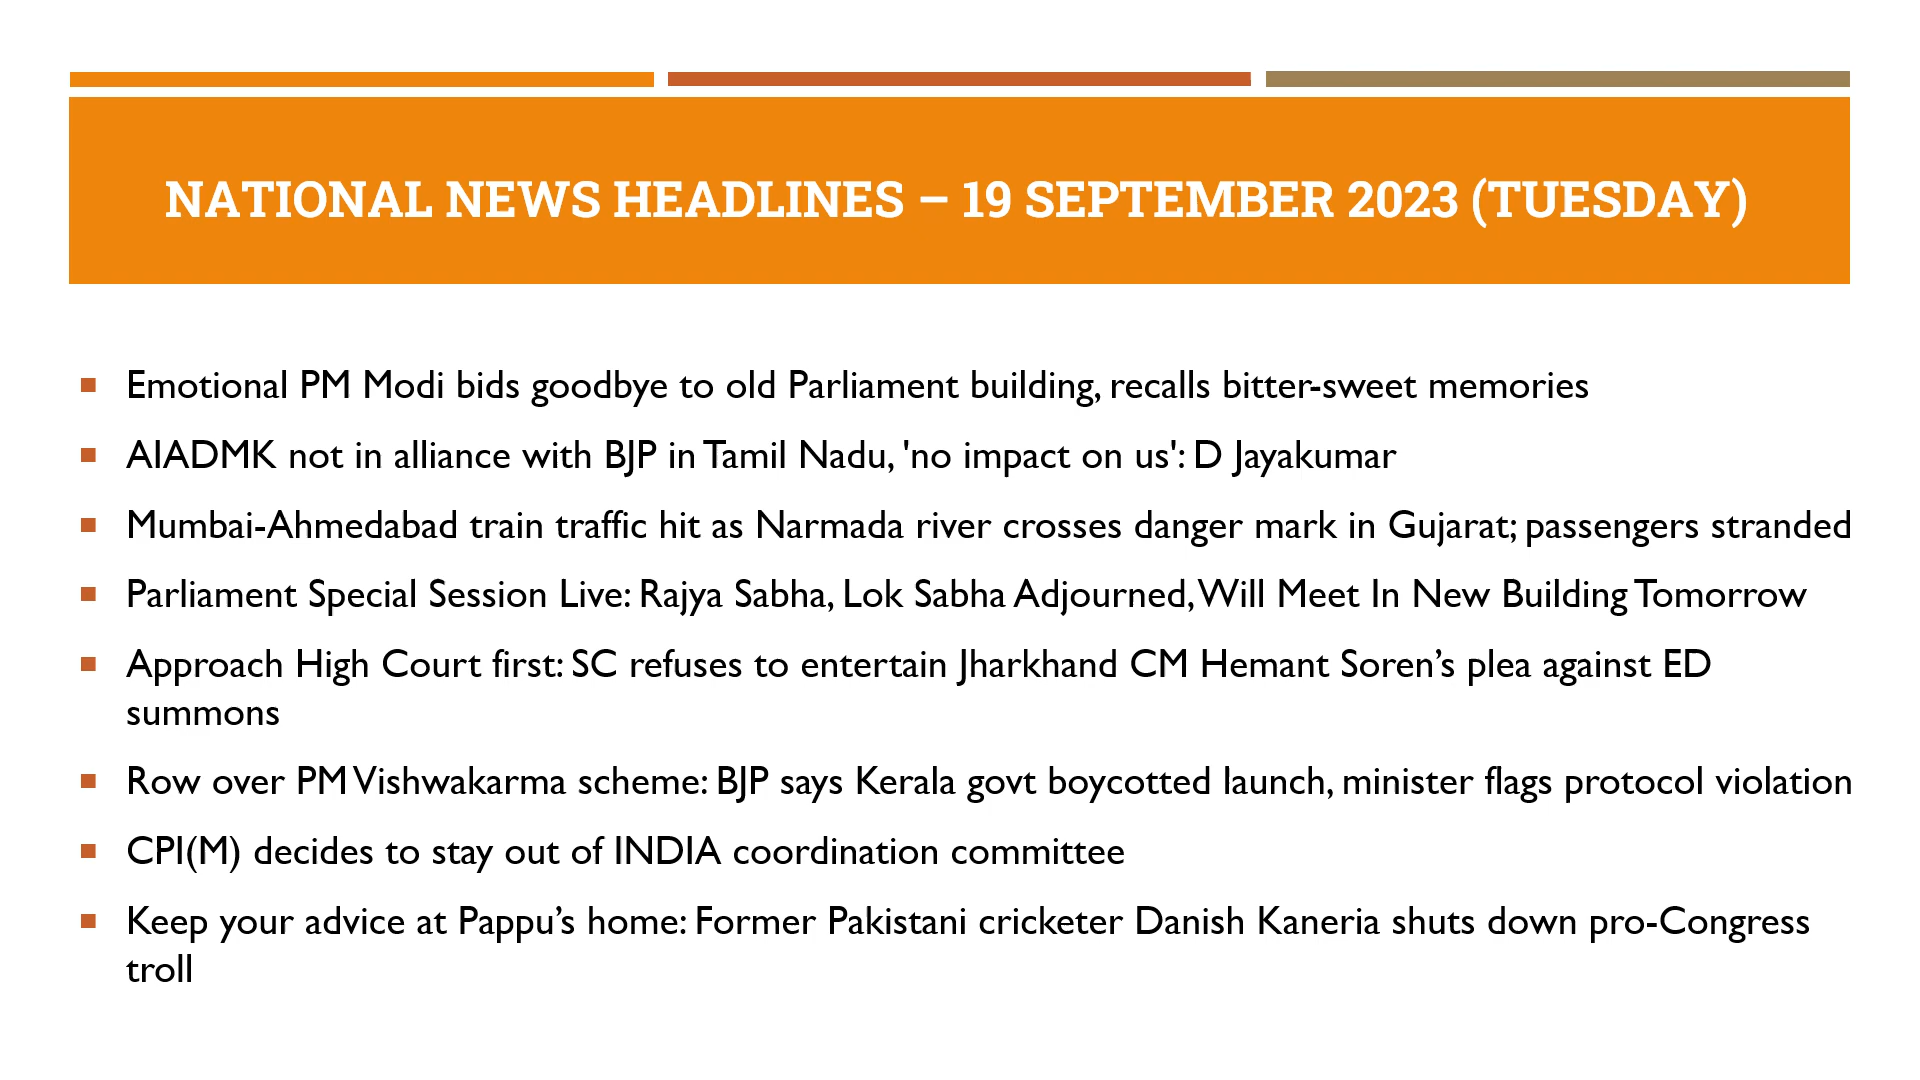 NATIONAL NEWS HEADLINES – 19 SEPTEMBER 2023 (TUESDAY)
Emotional PM Modi bids goodbye to old Parliament building, recalls bitter-sweet memories
AIADMK not in alliance with BJP in Tamil Nadu, 'no impact on us': D Jayakumar
Mumbai-Ahmedabad train traffic hit as Narmada river crosses danger mark in Gujarat; passengers stranded
Parliament Special Session Live: Rajya Sabha, Lok Sabha Adjourned, Will Meet In New Building Tomorrow
Approach High Court first: SC refuses to entertain Jharkhand CM Hemant Soren’s plea against ED
summons
Row over PM Vishwakarma scheme: BJP says Kerala govt boycotted launch, minister flags protocol violation
CPI(M) decides to stay out of INDIA coordination committee
Keep your advice at Pappu’s home: Former Pakistani cricketer Danish Kaneria shuts down pro-Congress
troll